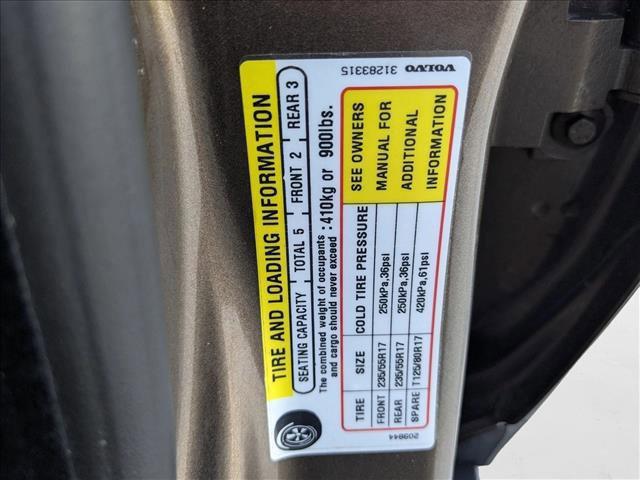 TIRE AND LOADING INFORMATION
SEATING CAPACITY TOTAL 5 FRONT 2 REAR 3
The combined weight of occupants
and cargo should never exceed :410kg or 900lbs.
TIRE SIZE COLD TIRE PRESSURE
FRONT 235/55R17 250kPa,36psi
REAR 235/55R17 250kPa,36psi
SPARE T125/80R17 420kPa,61psi
SEE OWNERS
MANUAL FOR
ADDITIONAL
INFORMATION
209844
31283315 VOLVO